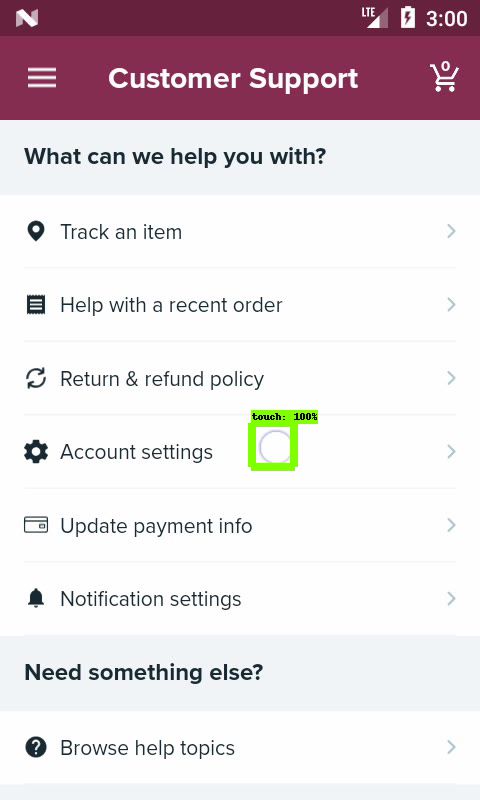 LTE 3:00
Customer Support
0
What can we help you with?
Track an item
Help with a recent order
Return & refund policy
touch: 100%
Account settings
Update payment info
Notification settings
Need something else?
Browse help topics